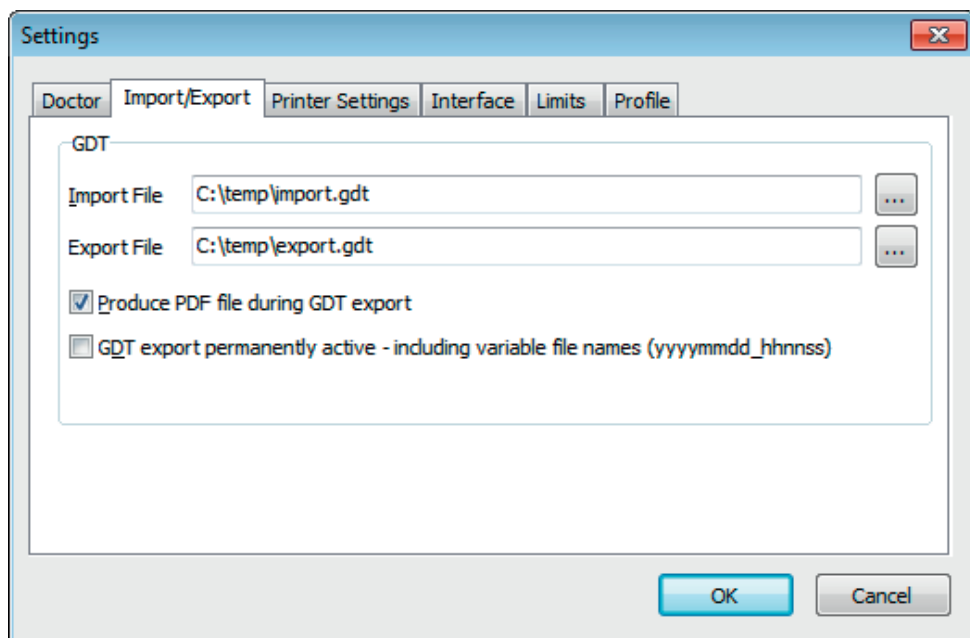 Settings
Doctor Import/Export Printer Settings Interface Limits Profile
GDT
Import File C:\temp\import.gdt ...
Export File C:\temp\export.gdt ...
Produce PDF file during GDT export
GDT export permanently active - including variable file names (yyyymmdd_hhnnss)
OK Cancel